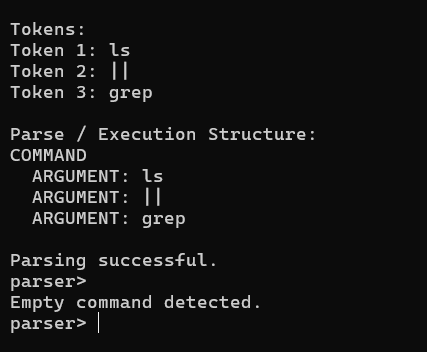 Tokens:
Token 1: ls
Token 2: ||
Token 3: grep
Parse / Execution Structure:
COMMAND
  ARGUMENT: ls
  ARGUMENT: ||
  ARGUMENT: grep
Parsing successful.
parser>
Empty command detected.
parser>